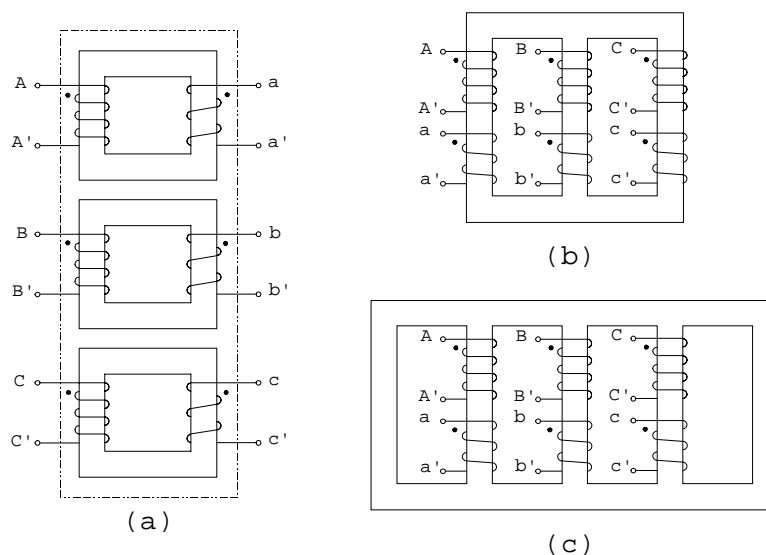 A a
A' a'
B b
B' b'
C c
C' c'
(a)
A B C
A' B' C'
a b c
a' b' c'
(b)
A B C
A' B' C'
a b c
a' b' c'
(c)